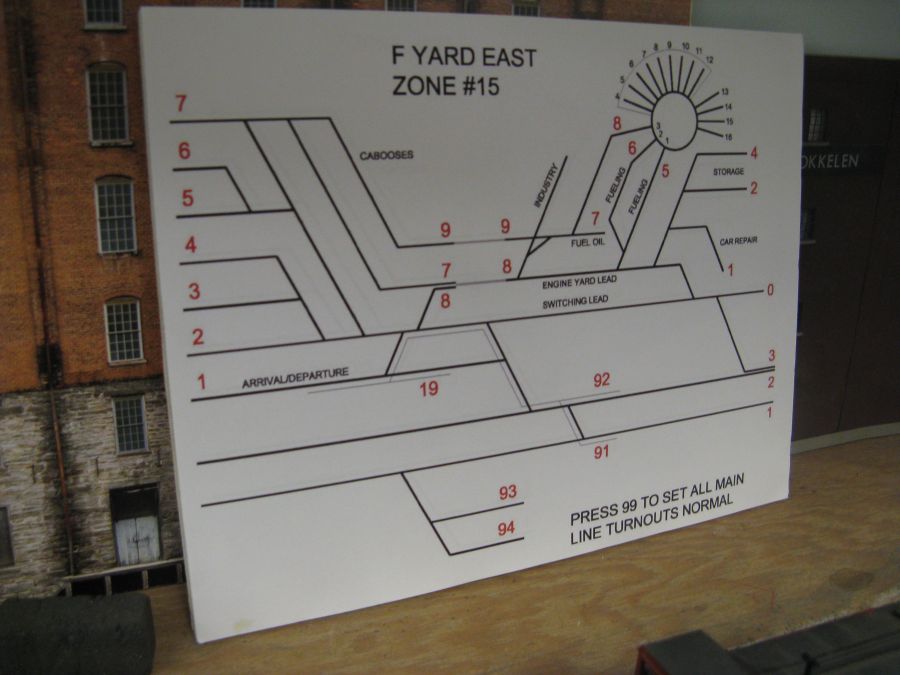 F YARD EAST
ZONE #15
4 5 6 7 8 9 10 11 12
13
14
15
16
3
2
1
7
6
5
4
3
2
1
CABOOSES
INDUSTRY
FUELING
FUELING
8
6
5
4
STORAGE
2
CAR REPAIR
1
9
9
7
FUEL OIL
7
8
8
ENGINE YARD LEAD
SWITCHING LEAD
0
ARRIVAL/DEPARTURE
19
92
3
2
1
91
93
94
PRESS 99 TO SET ALL MAIN
LINE TURNOUTS NORMAL
OKKELEN